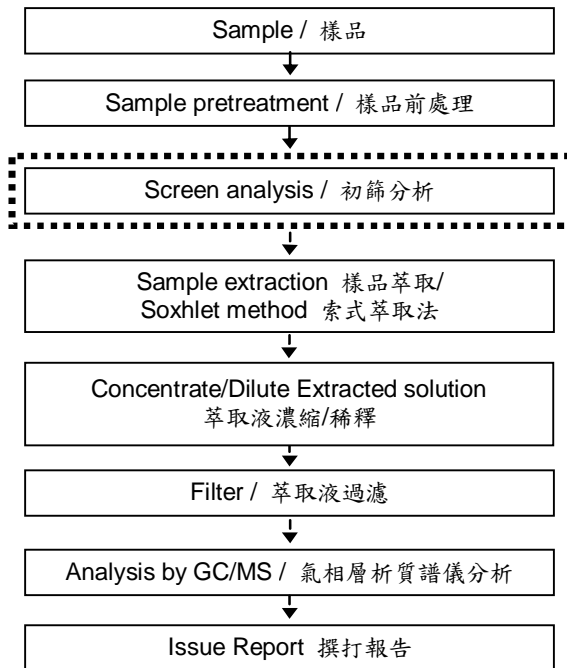 Sample / 樣品
Sample pretreatment / 樣品前處理
Screen analysis / 初篩分析
Sample extraction 樣品萃取/
Soxhlet method 索式萃取法
Concentrate/Dilute Extracted solution
萃取液濃縮/稀釋
Filter / 萃取液過濾
Analysis by GC/MS / 氣相層析質譜儀分析
Issue Report 撰打報告